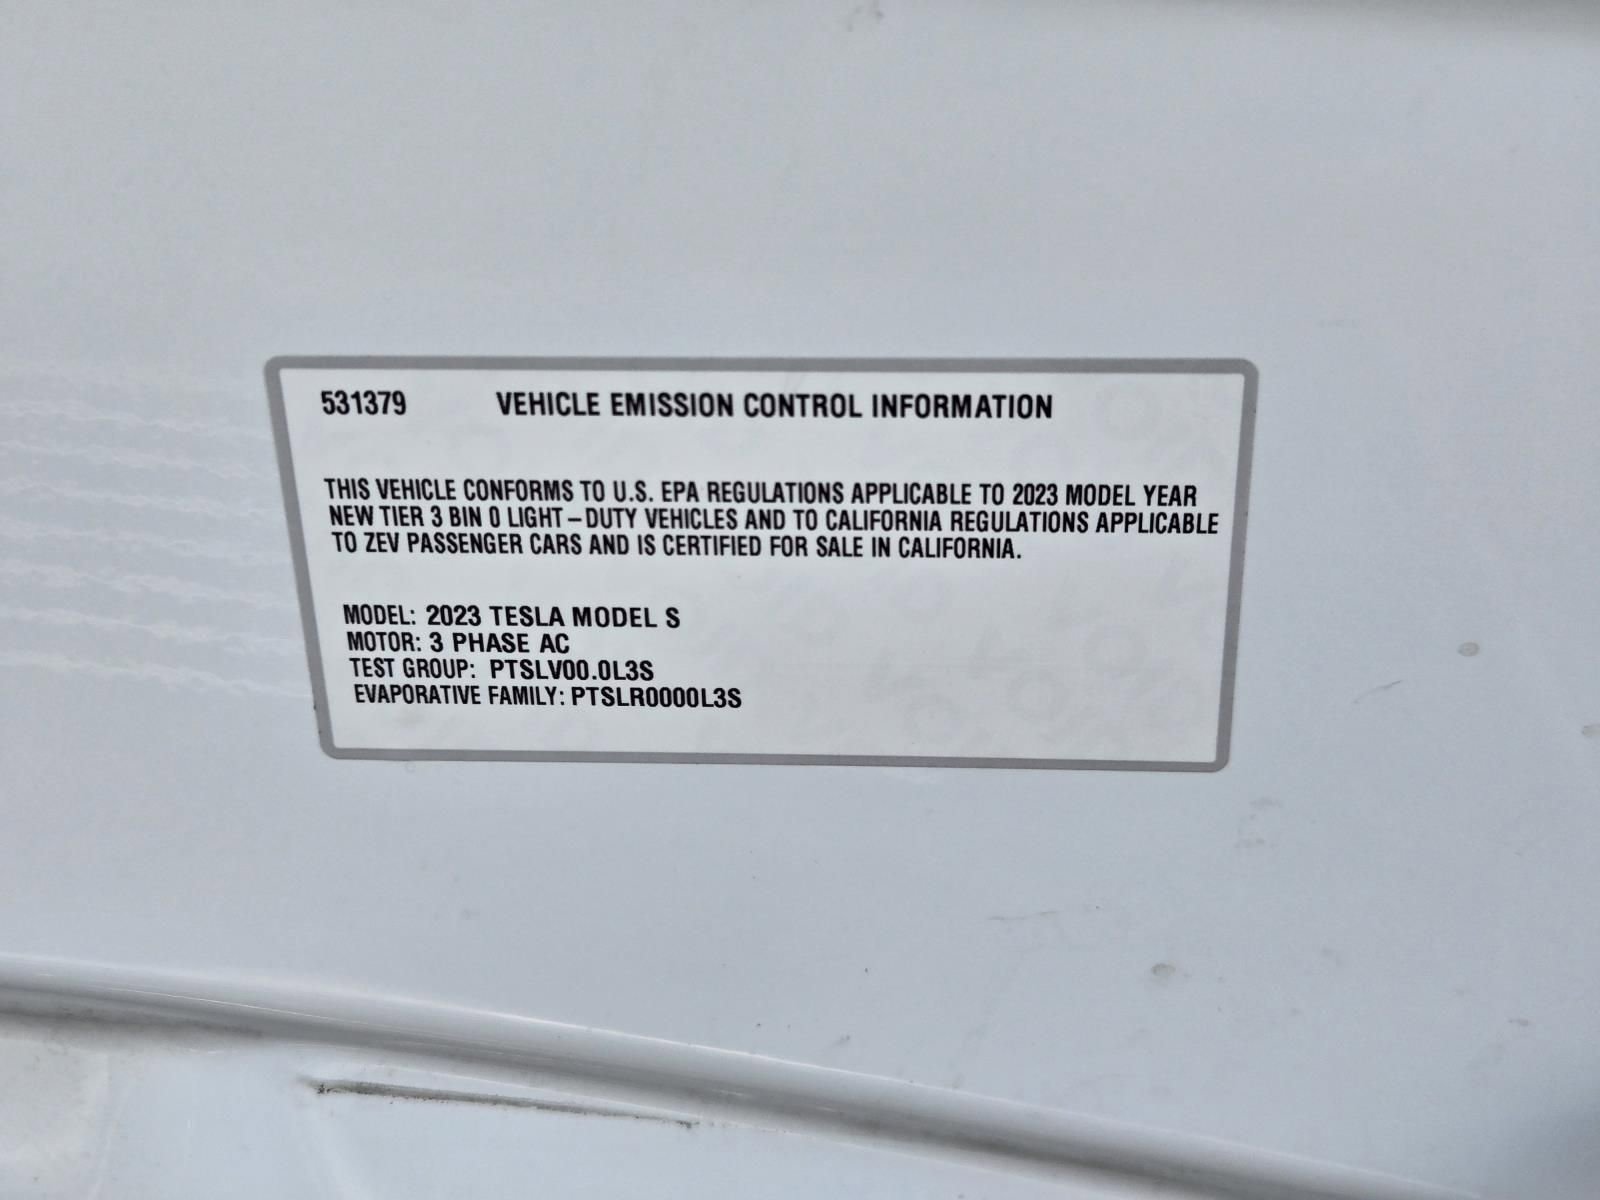 531379 VEHICLE EMISSION CONTROL INFORMATION
THIS VEHICLE CONFORMS TO U.S. EPA REGULATIONS APPLICABLE TO 2023 MODEL YEAR
NEW TIER 3 BIN 0 LIGHT-DUTY VEHICLES AND TO CALIFORNIA REGULATIONS APPLICABLE
TO ZEV PASSENGER CARS AND IS CERTIFIED FOR SALE IN CALIFORNIA.
MODEL: 2023 TESLA MODEL S
MOTOR: 3 PHASE AC
TEST GROUP: PTSLV00.0L3S
EVAPORATIVE FAMILY: PTSLR0000L3S